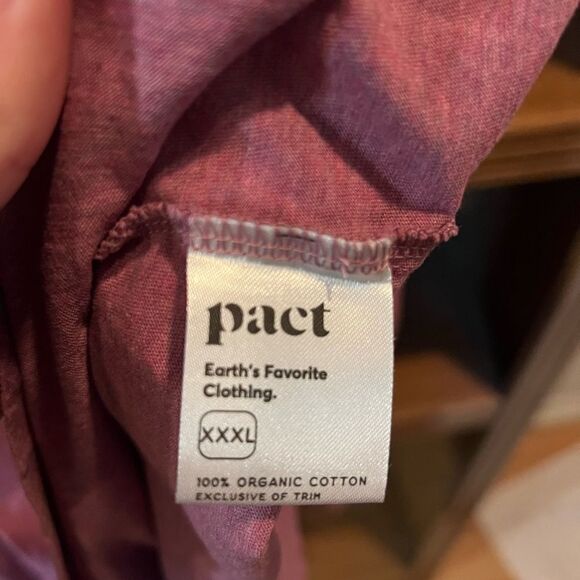 pact
Earth's Favorite
Clothing.
XXXL
100% ORGANIC COTTON
EXCLUSIVE OF TRIM